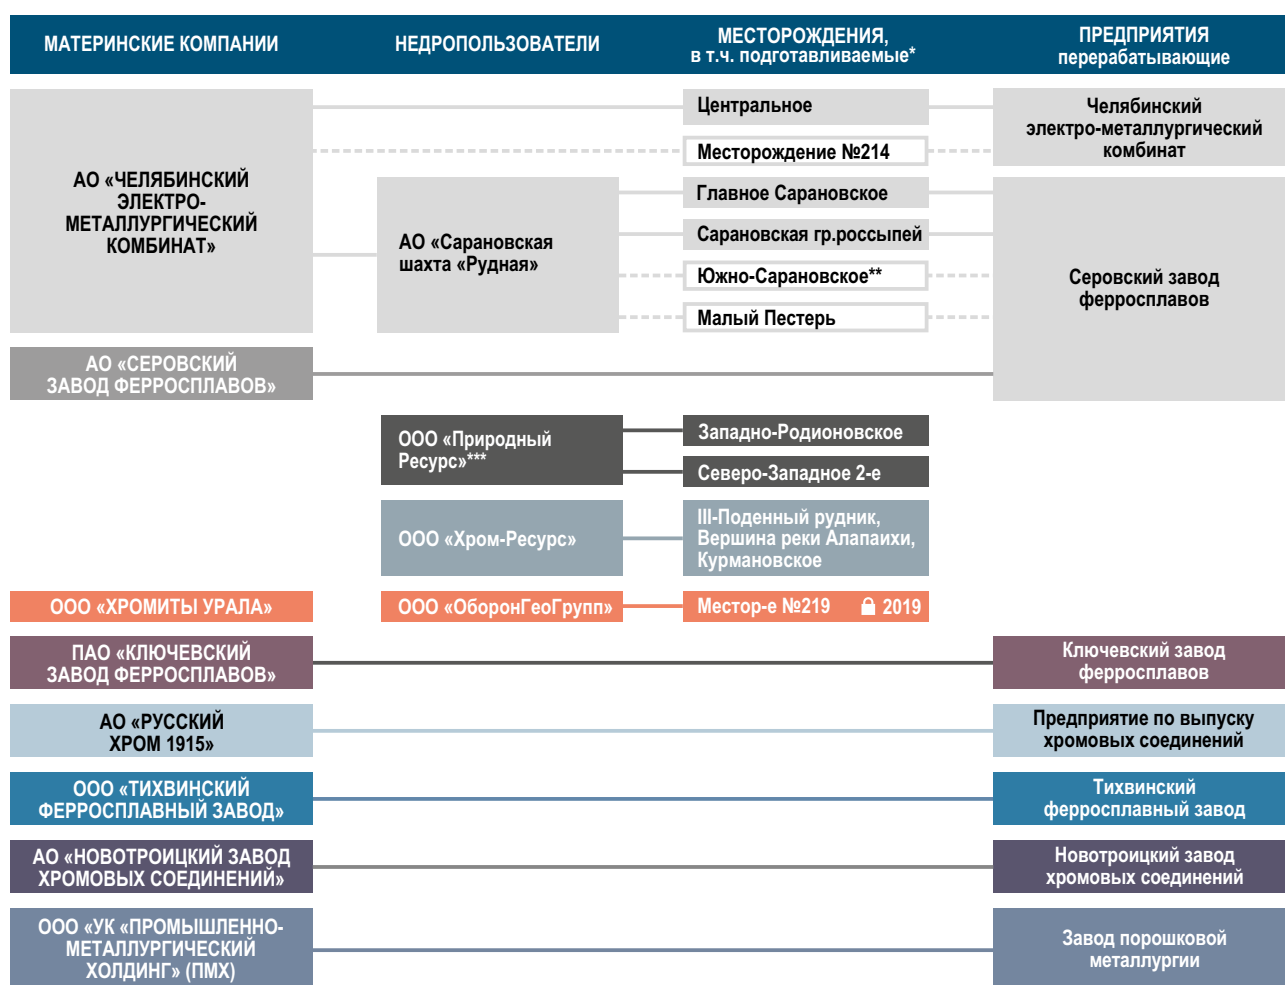 МАТЕРИНСКИЕ КОМПАНИИ
НЕДРОПОЛЬЗОВАТЕЛИ
МЕСТОРОЖДЕНИЯ,
в т.ч. подготавливаемые*
ПРЕДПРИЯТИЯ
перерабатывающие
АО «ЧЕЛЯБИНСКИЙ
ЭЛЕКТРО-
МЕТАЛЛУРГИЧЕСКИЙ
КОМБИНАТ»
Центральное
Месторождение №214
Челябинский
электро-металлургический
комбинат
АО «Сарановская
шахта «Рудная»
Главное Сарановское
Сарановская гр.россыпей
Южно-Сарановское**
Малый Пестерь
Серовский завод
ферросплавов
АО «СЕРОВСКИЙ
ЗАВОД ФЕРРОСПЛАВОВ»
ООО «Природный
Ресурс»***
Западно-Родионовское
Северо-Западное 2-е
ООО «Хром-Ресурс»
III-Поденный рудник,
Вершина реки Алапаихи,
Курмановское
ООО «ХРОМИТЫ УРАЛА»
ООО «ОборонГеоГрупп»
Местор-е №219 2019
ПАО «КЛЮЧЕВСКИЙ
ЗАВОД ФЕРРОСПЛАВОВ»
Ключевский завод
ферросплавов
АО «РУССКИЙ
ХРОМ 1915»
Предприятие по выпуску
хромовых соединений
ООО «ТИХВИНСКИЙ
ФЕРРОСПЛАВНЫЙ ЗАВОД»
Тихвинский
ферросплавный завод
АО «НОВОТРОИЦКИЙ ЗАВОД
ХРОМОВЫХ СОЕДИНЕНИЙ»
Новотроицкий завод
хромовых соединений
ООО «УК «ПРОМЫШЛЕННО-
МЕТАЛЛУРГИЧЕСКИЙ
ХОЛДИНГ» (ПМХ)
Завод порошковой
металлургии